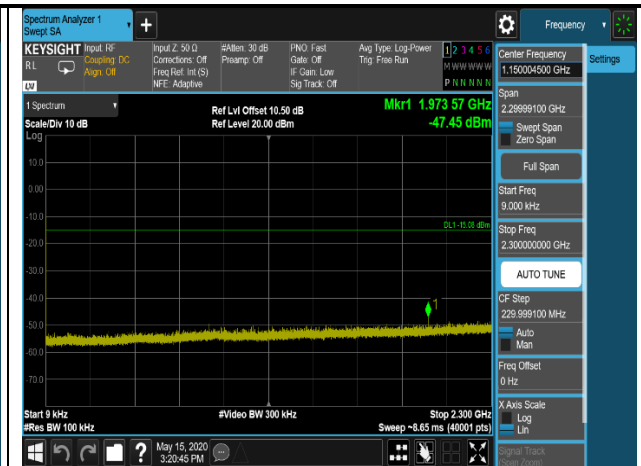 Spectrum Analyzer 1
Swept SA
+
Frequency
KEYSIGHT
RL
LXI
Input: RF
Coupling: DC
Align: Off
Input Z: 50 Ω
Corrections: Off
Freq Ref: Int (S)
NFE: Adaptive
#Atten: 30 dB
Preamp: Off
PNO: Fast
Gate: Off
IF Gain: Low
Sig Track: Off
Avg Type: Log-Power
Trig: Free Run
1 2 3 4 5 6
M W W W W W
P N N N N N
Center Frequency
1.150004500 GHz
Settings
Span
2.29999100 GHz
Swept Span
Zero Span
Full Span
Start Freq
9.000 kHz
Stop Freq
2.300000000 GHz
AUTO TUNE
CF Step
229.999100 MHz
Auto
Man
Freq Offset
0 Hz
X Axis Scale
Log
Lin
Signal Track
(Span Zoom)
1 Spectrum
Scale/Div 10 dB
Log
Ref Lvl Offset 10.50 dB
Ref Level 20.00 dBm
Mkr1 1.973 57 GHz
-47.45 dBm
10.0
0.00
-10.0
DL1 -15.08 dBm
-20.0
-30.0
-40.0
1
-50.0
-60.0
-70.0
Start 9 kHz
#Res BW 100 kHz
#Video BW 300 kHz
Stop 2.300 GHz
Sweep ~8.65 ms (40001 pts)
?
May 15, 2020
3:20:45 PM